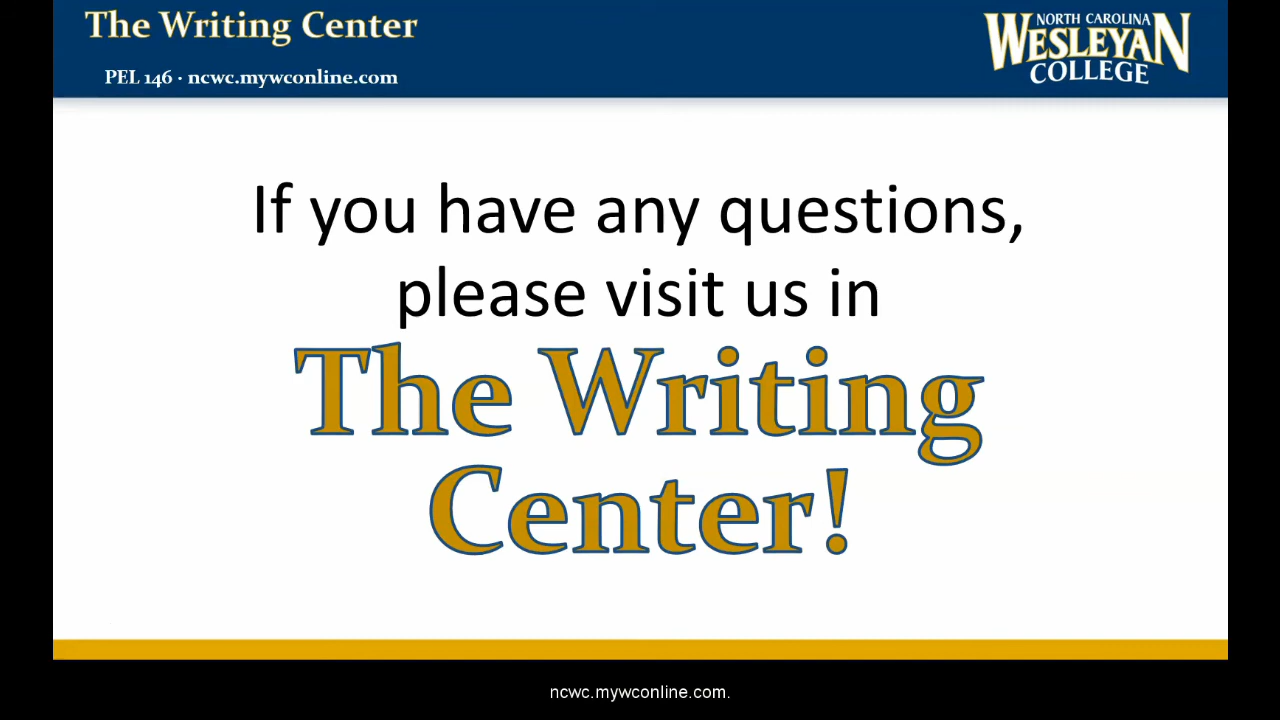 The Writing Center
PEL 146 · ncwc.mywconline.com
NORTH CAROLINA
WESLEYAN
COLLEGE
If you have any questions,
please visit us in
The Writing
Center!
ncwc.mywconline.com.